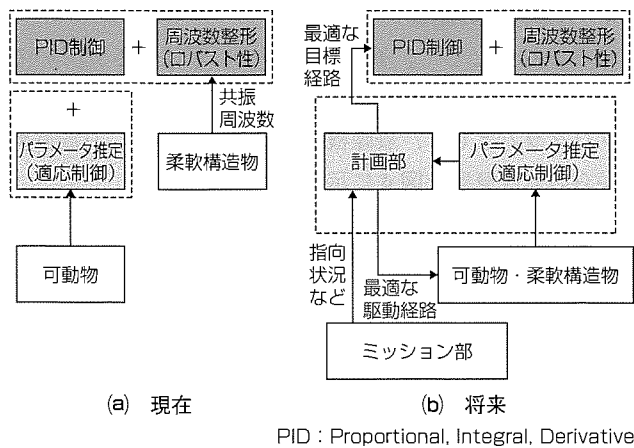 PID制御
+
周波数整形
(ロバスト性)
+
共振
周波数
パラメータ推定
(適応制御)
柔軟構造物
可動物
(a) 現在
最適な
目標
経路
PID制御
+
周波数整形
(ロバスト性)
計画部
パラメータ推定
(適応制御)
指向
状況
など
最適な
駆動経路
可動物・柔軟構造物
ミッション部
(b) 将来
PID：Proportional, Integral, Derivative